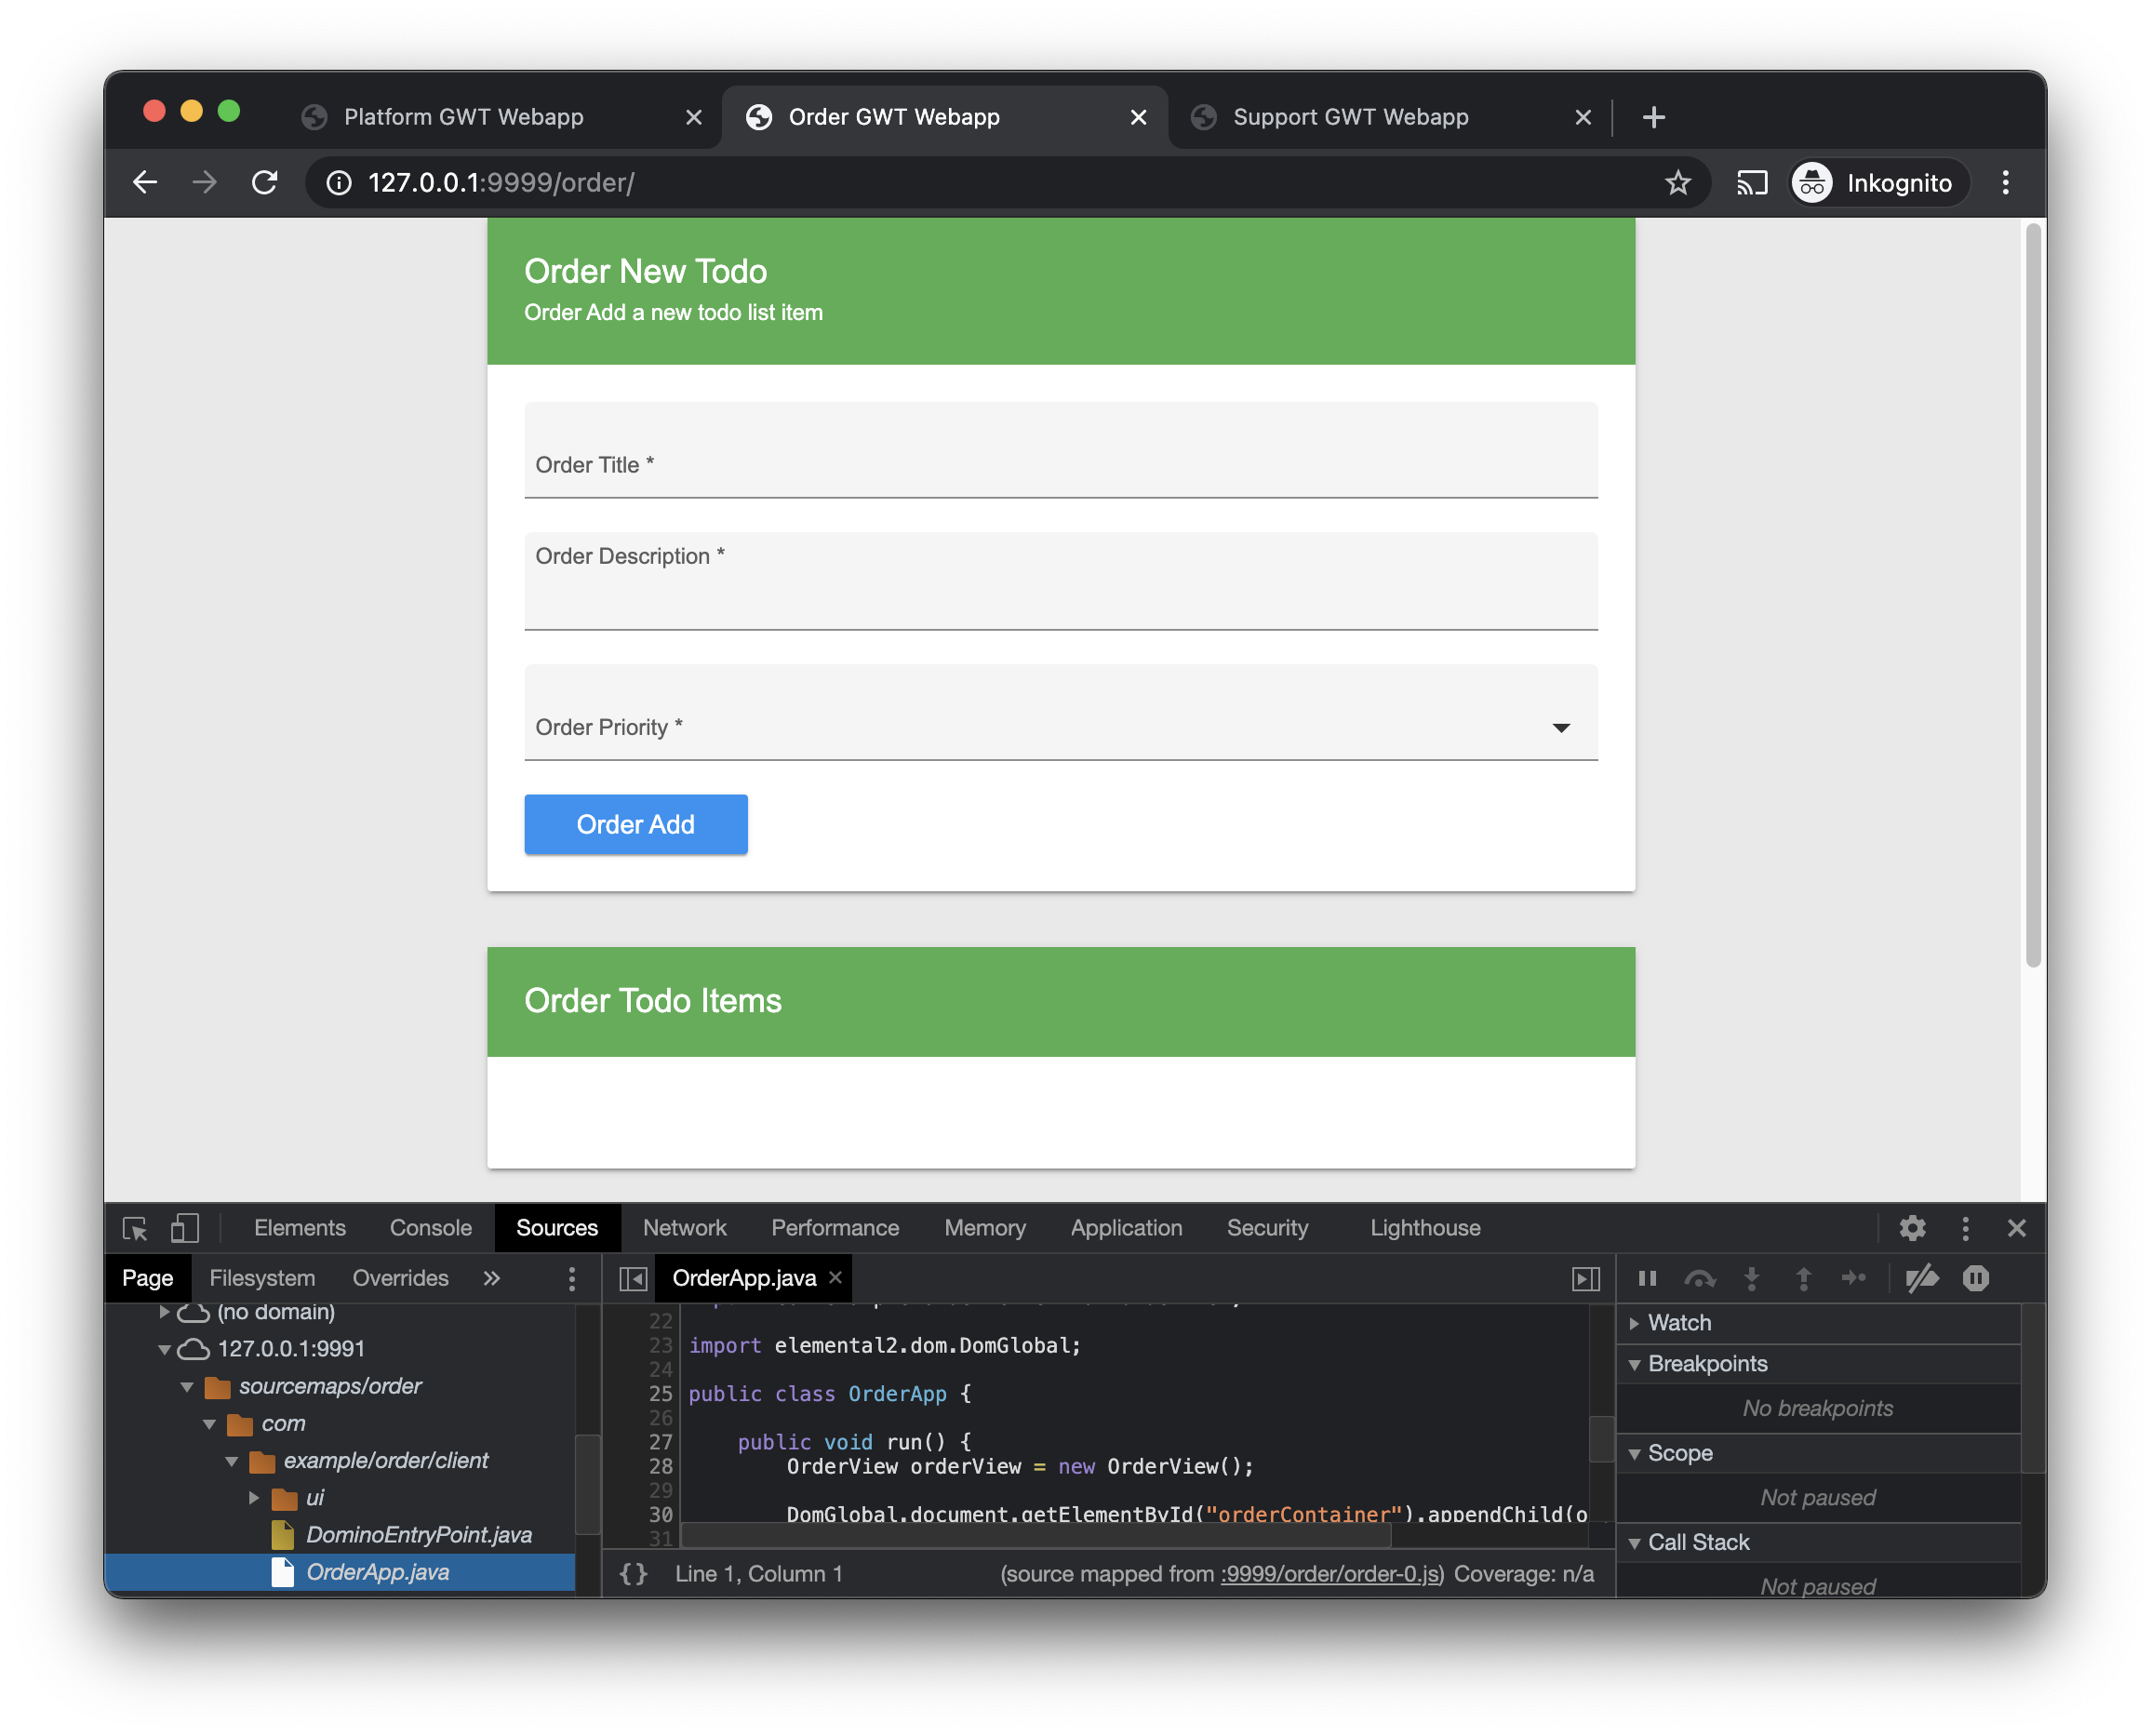 Platform GWT Webapp
Order GWT Webapp
Support GWT Webapp
127.0.0.1:9999/order/
Inkognito
Order New Todo
Order Add a new todo list item
Order Title *
Order Description *
Order Priority *
Order Add
Order Todo Items
Elements Console Sources Network Performance Memory Application Security Lighthouse
Page Filesystem Overrides »
OrderApp.java
(no domain)
127.0.0.1:9991
sourcemaps/order
com
example/order/client
ui
DominoEntryPoint.java
OrderApp.java
22
23 import elemental2.dom.DomGlobal;
24
25 public class OrderApp {
26
27 public void run() {
28 OrderView orderView = new OrderView();
29
30 DomGlobal.document.getElementById("orderContainer").appendChild(o
31
{} Line 1, Column 1 (source mapped from :9999/order/order-0.js) Coverage: n/a
Watch
Breakpoints
No breakpoints
Scope
Not paused
Call Stack
Not paused